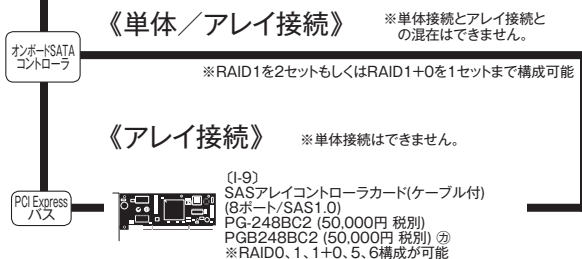 《単体／アレイ接続》
※単体接続とアレイ接続と
の混在はできません。
オンボードSATA
コントローラ
※RAID1を2セットもしくはRAID1+0を1セットまで構成可能
《アレイ接続》
※単体接続はできません。
PCI Express
バス
〔I-9〕
SASアレイコントローラカード(ケーブル付)
(8ポート/SAS1.0)
PG-248BC2 (50,000円 税別)
PGB248BC2 (50,000円 税別) ㋕
※RAID0、1、1+0、5、6構成が可能